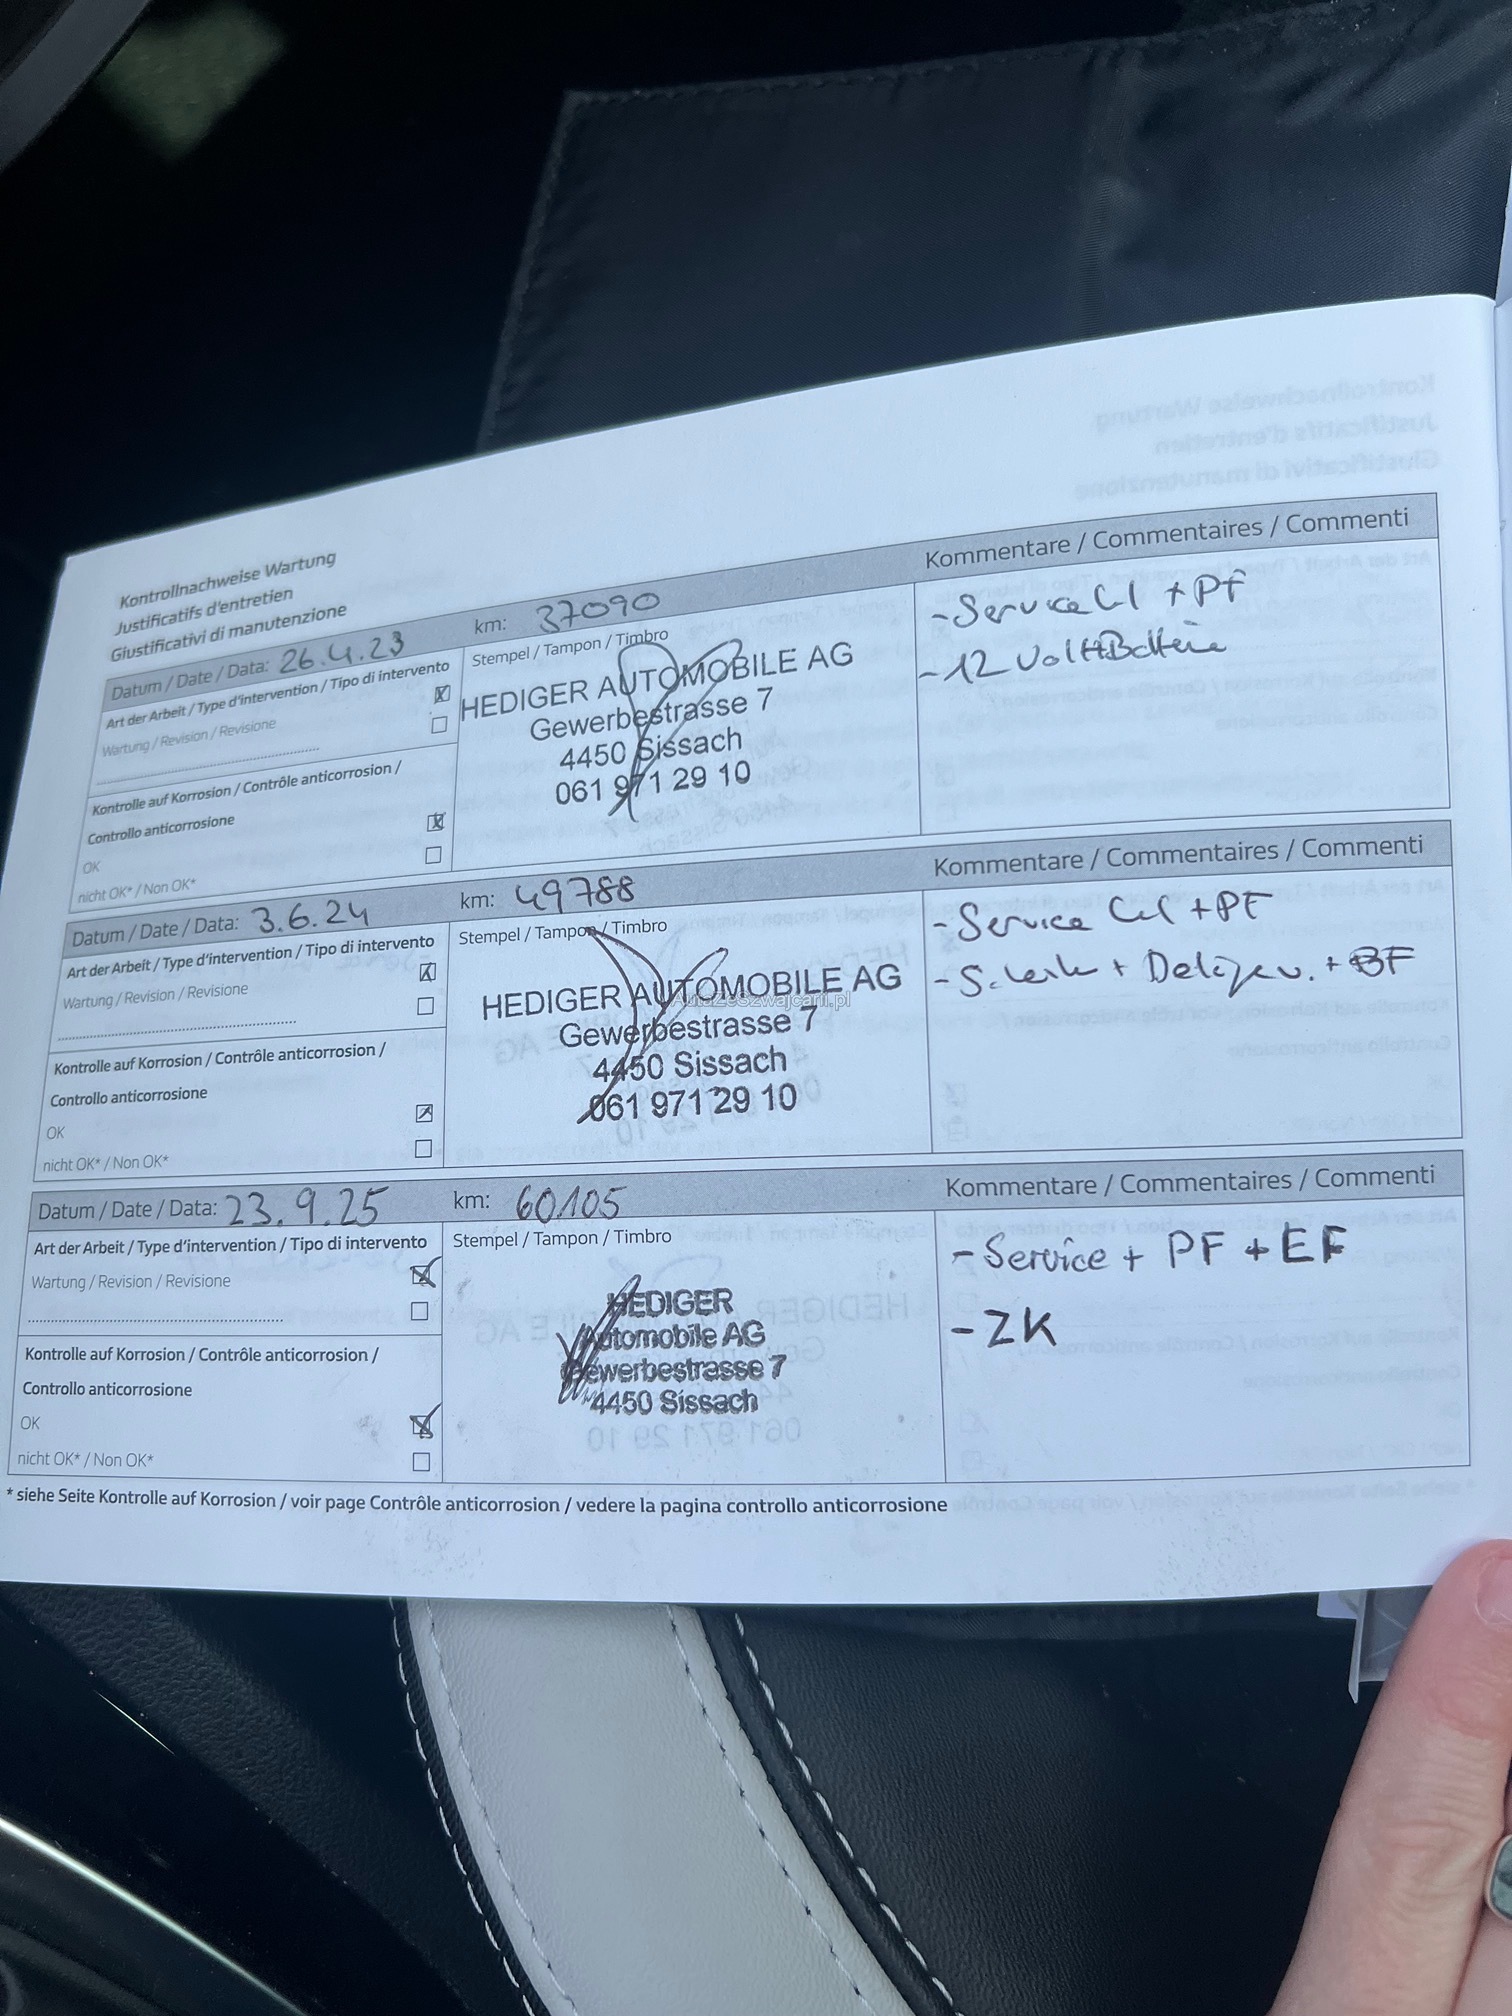 Kontrollnachweise Wartung
Justificatifs d'entretien
Giustificativi di manutenzione
Datum / Date / Data: 26.4.23 km: 37090 Kommentare / Commentaires / Commenti
Art der Arbeit / Type d'intervention / Tipo di intervento
Wartung / Revision / Revisione
Kontrolle auf Korrosion / Contrôle anticorrosion /
Controllo anticorrosione
OK
nicht OK* / Non OK*
Stempel / Tampon / Timbro
HEDIGER AUTOMOBILE AG
Gewerbestrasse 7
4450 Sissach
061 971 29 10
- Service + PF
- 12 Volt Batterie
Datum / Date / Data: 3.6.24 km: 49788 Kommentare / Commentaires / Commenti
Art der Arbeit / Type d'intervention / Tipo di intervento
Wartung / Revision / Revisione
Kontrolle auf Korrosion / Contrôle anticorrosion /
Controllo anticorrosione
OK
nicht OK* / Non OK*
Stempel / Tampon / Timbro
HEDIGER AUTOMOBILE AG
AutaZeSzwajcarii.pl
Gewerbestrasse 7
4450 Sissach
061 971 29 10
- Service + PF
+ BF
Datum / Date / Data: 23.9.25 km: 60105 Kommentare / Commentaires / Commenti
Art der Arbeit / Type d'intervention / Tipo di intervento
Wartung / Revision / Revisione
Kontrolle auf Korrosion / Contrôle anticorrosion /
Controllo anticorrosione
OK
nicht OK* / Non OK*
Stempel / Tampon / Timbro
HEDIGER
Automobile AG
Gewerbestrasse 7
4450 Sissach
- Service + PF + EF
- ZK
* siehe Seite Kontrolle auf Korrosion / voir page Contrôle anticorrosion / vedere la pagina controllo anticorrosione